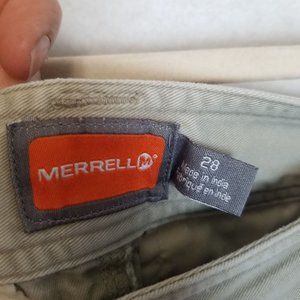 MERRELL M
28
Made in India
Fabriqué en Inde